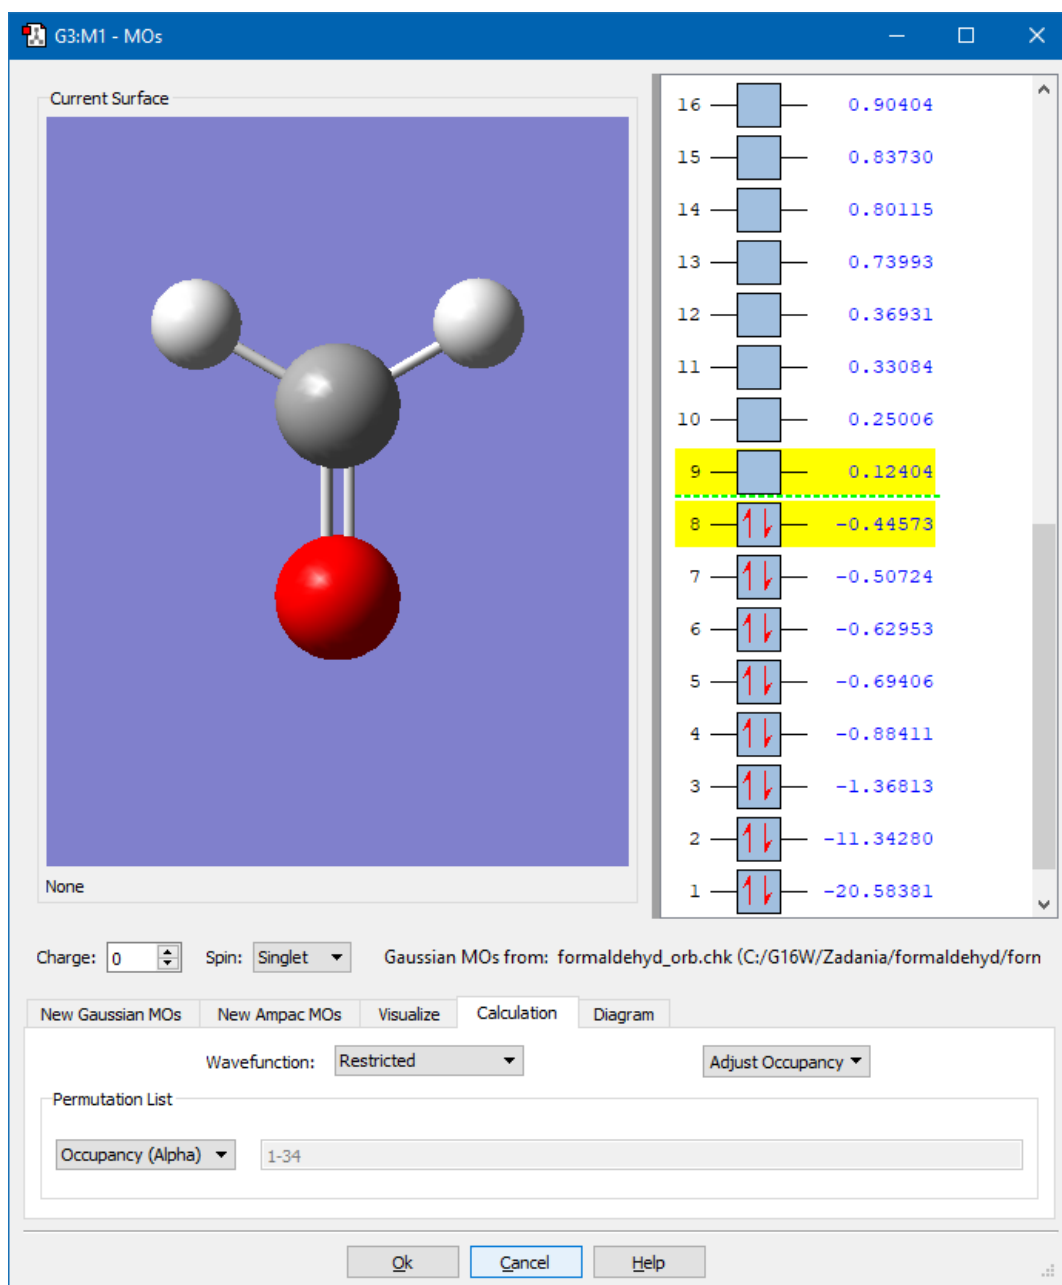 G3:M1 - MOs
Current Surface
16 0.90404
15 0.83730
14 0.80115
13 0.73993
12 0.36931
11 0.33084
10 0.25006
9 0.12404
8 -0.44573
7 -0.50724
6 -0.62953
5 -0.69406
4 -0.88411
3 -1.36813
2 -11.34280
1 -20.58381
None
Charge: 0 Spin: Singlet Gaussian MOs from: formaldehyd_orb.chk (C:/G16W/Zadania/formaldehyd/forn
New Gaussian MOs New Ampac MOs Visualize Calculation Diagram
Wavefunction: Restricted Adjust Occupancy
Permutation List
Occupancy (Alpha) 1-34
Ok Cancel Help